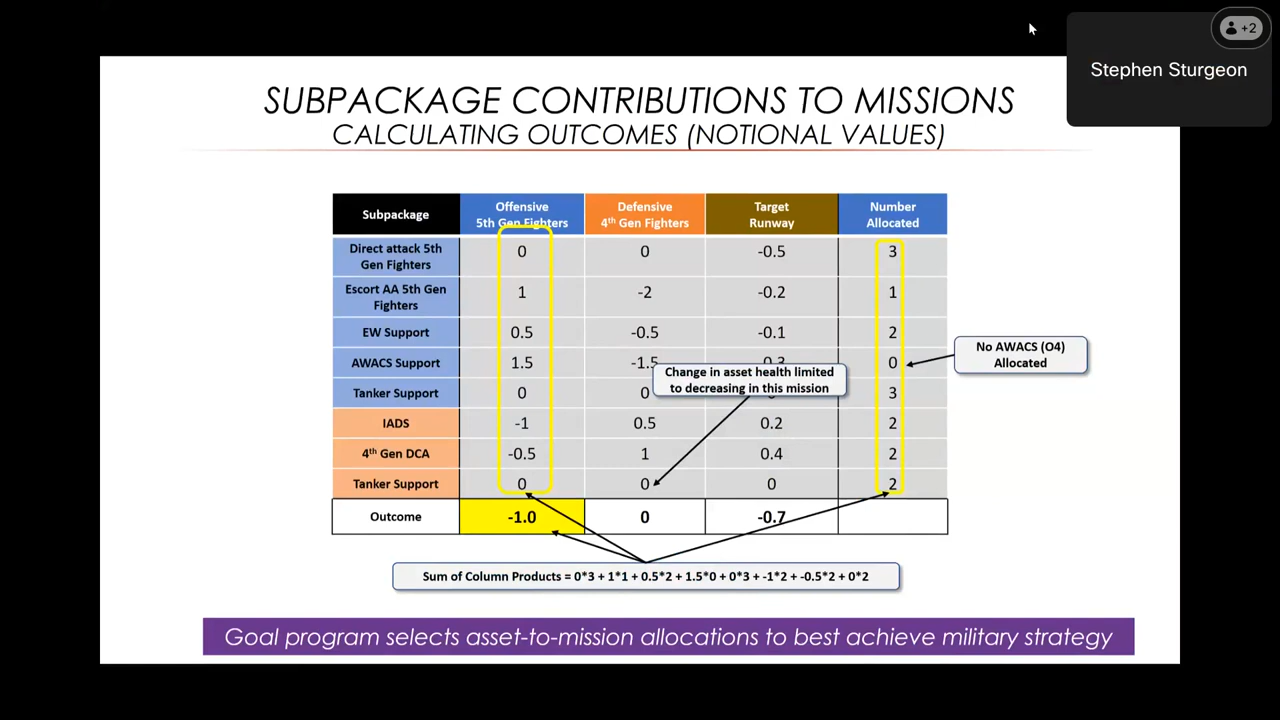 +2
Stephen Sturgeon
SUBPACKAGE CONTRIBUTIONS TO MISSIONS
CALCULATING OUTCOMES (NOTIONAL VALUES)
Subpackage
Offensive
5th Gen Fighters
Defensive
4th Gen Fighters
Target
Runway
Number
Allocated
Direct attack 5th
Gen Fighters
0
0
-0.5
3
Escort AA 5th Gen
Fighters
1
-2
-0.2
1
EW Support
0.5
-0.5
-0.1
2
AWACS Support
1.5
-1.5
0
No AWACS (O4)
Allocated
Change in asset health limited
to decreasing in this mission
Tanker Support
0
0
3
IADS
-1
0.5
0.2
2
4th Gen DCA
-0.5
1
0.4
2
Tanker Support
0
0
0
2
Outcome
-1.0
0
-0.7
Sum of Column Products = 0*3 + 1*1 + 0.5*2 + 1.5*0 + 0*3 + -1*2 + -0.5*2 + 0*2
Goal program selects asset-to-mission allocations to best achieve military strategy